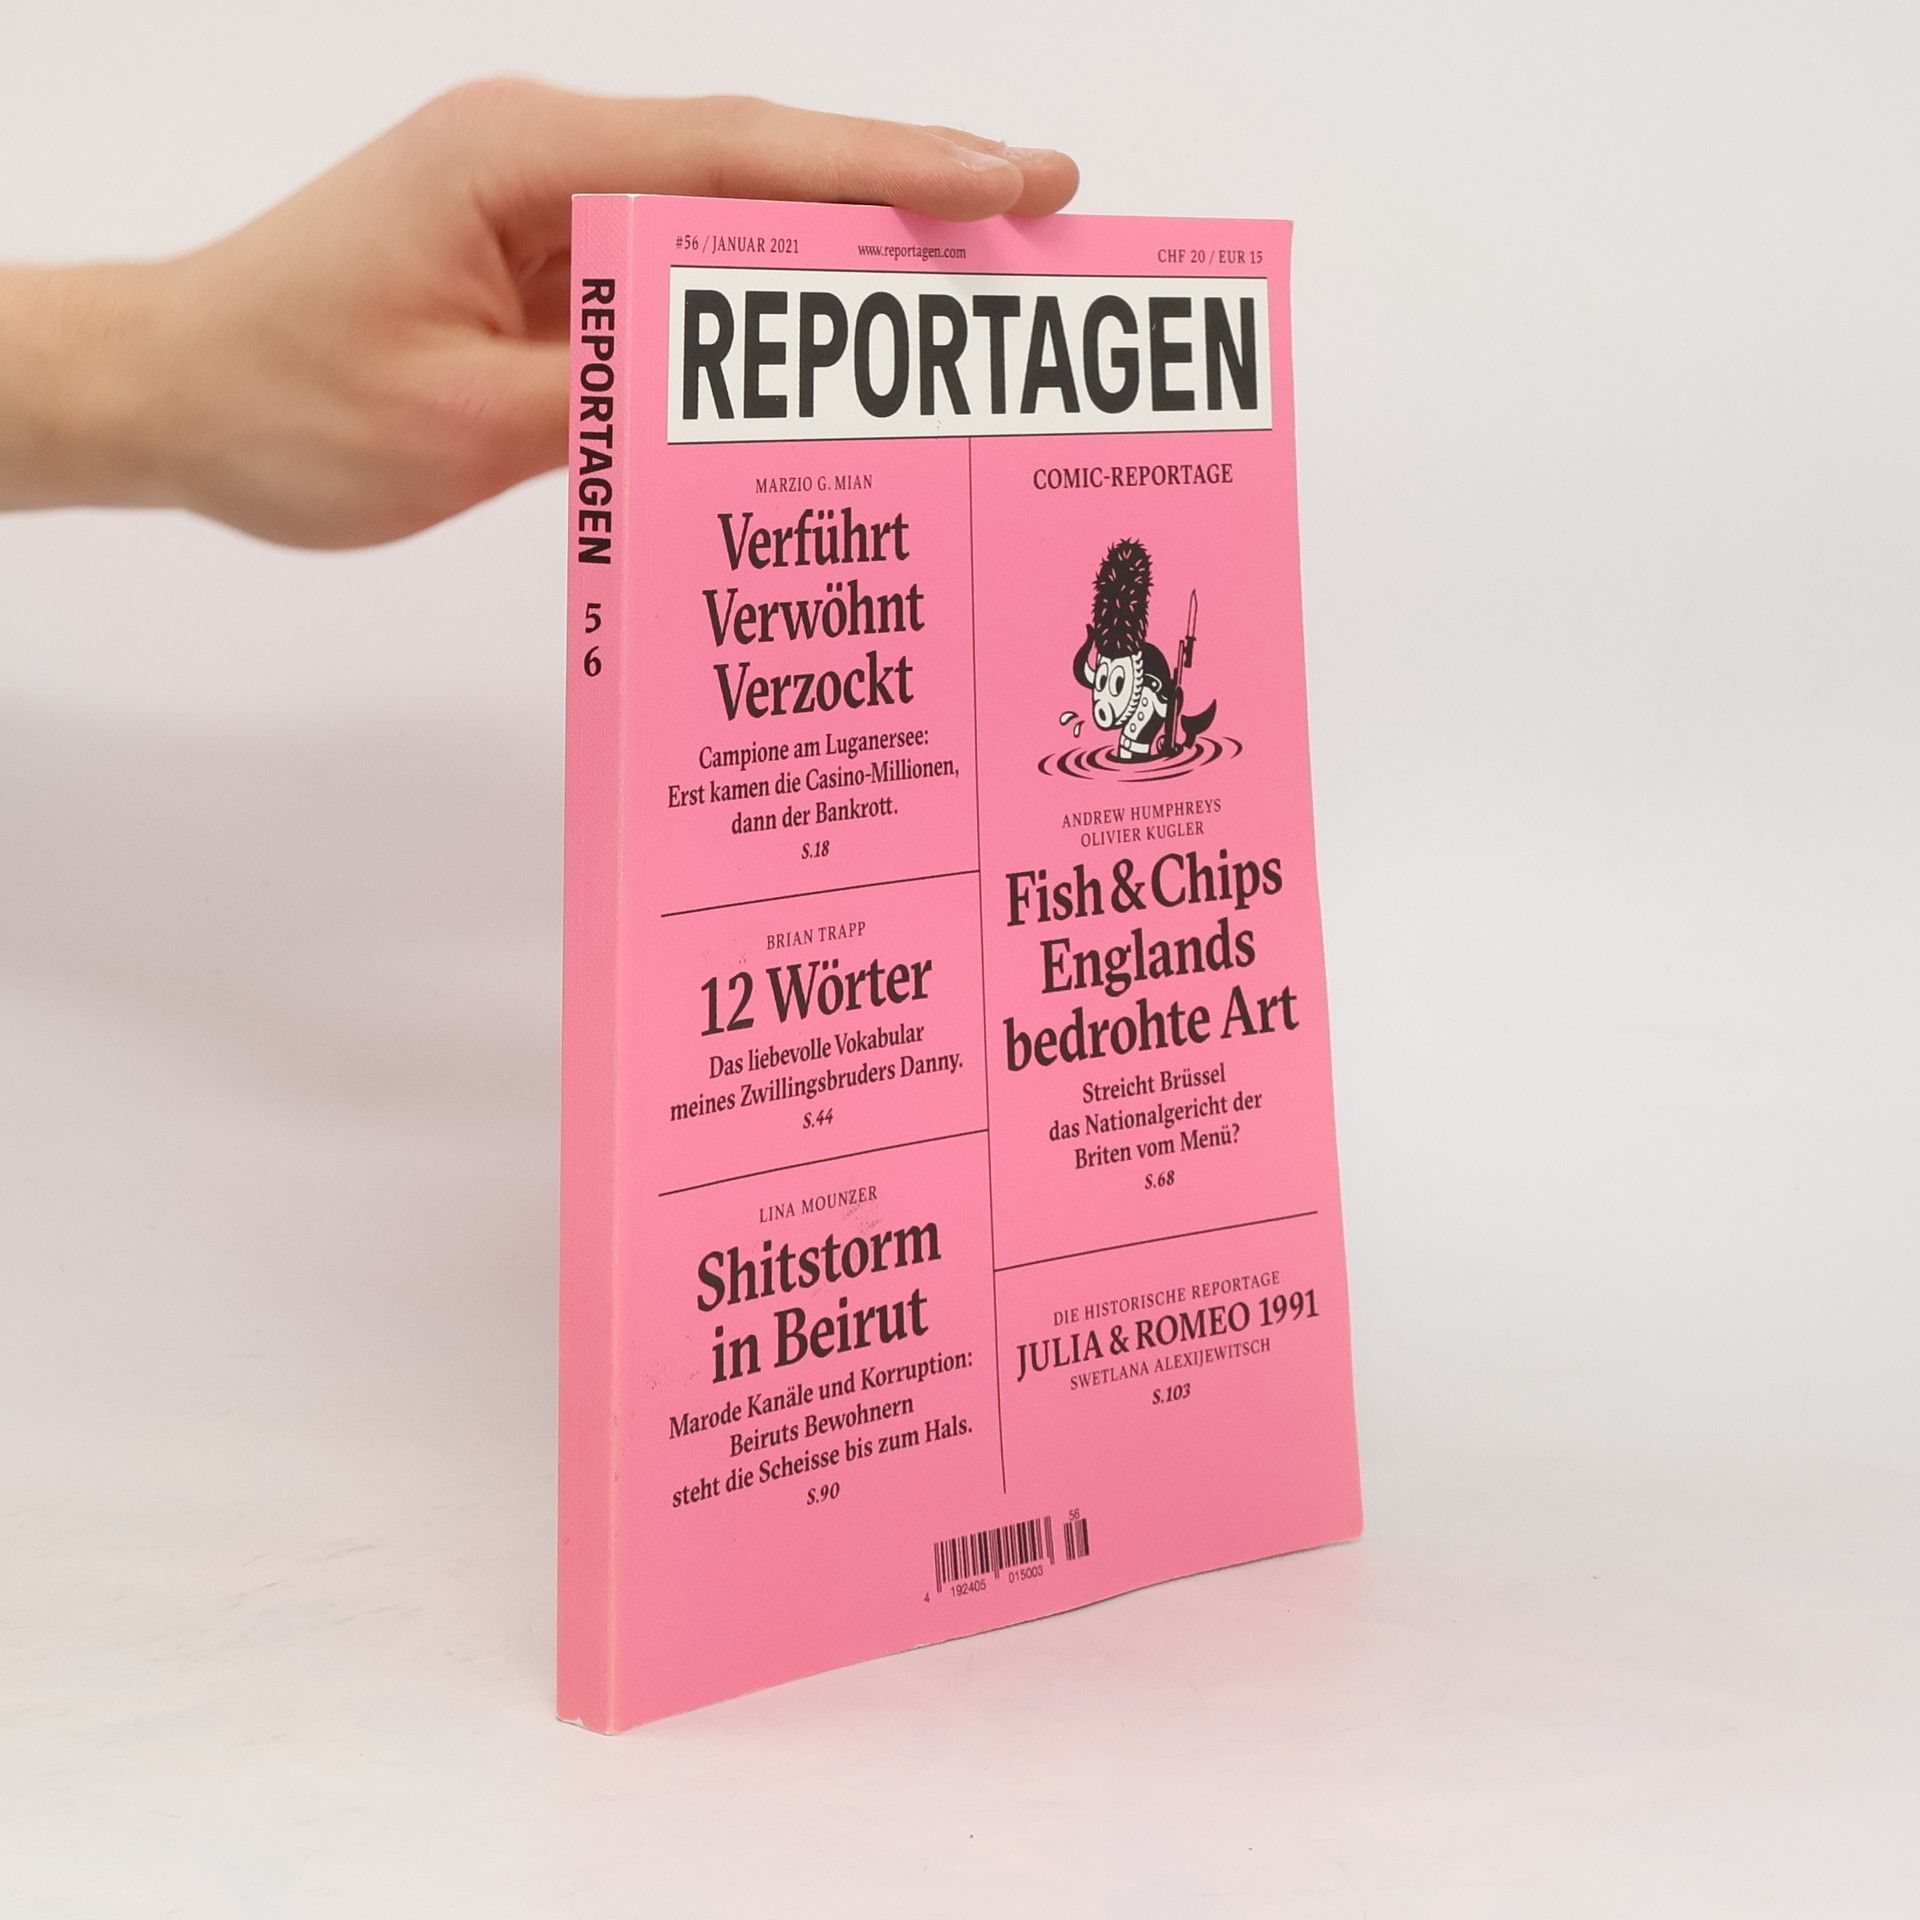 REPORTAGEN 5 6
#56 / JANUAR 2021
www.reportagen.com
CHF 20 / EUR 15
REPORTAGEN
MARZIO G. MIAN
Verführt
Verwöhnt
Verzockt
Campione am Luganersee:
Erst kamen die Casino-Millionen,
dann der Bankrott.
S.18
BRIAN TRAPP
12 Wörter
Das liebevolle Vokabular
meines Zwillingsbruders Danny.
S.44
LINA MOUNZER
Shitstorm
in Beirut
Marode Kanäle und Korruption:
Beiruts Bewohnern
steht die Scheisse bis zum Hals.
S.90
COMIC-REPORTAGE
ANDREW HUMPHREYS
OLIVIER KUGLER
Fish & Chips
Englands
bedrohte Art
Streicht Brüssel
das Nationalgericht der
Briten vom Menü?
S.68
DIE HISTORISCHE REPORTAGE
JULIA & ROMEO 1991
SWETLANA ALEXIJEWITSCH
S.103
56
4 192405 015003